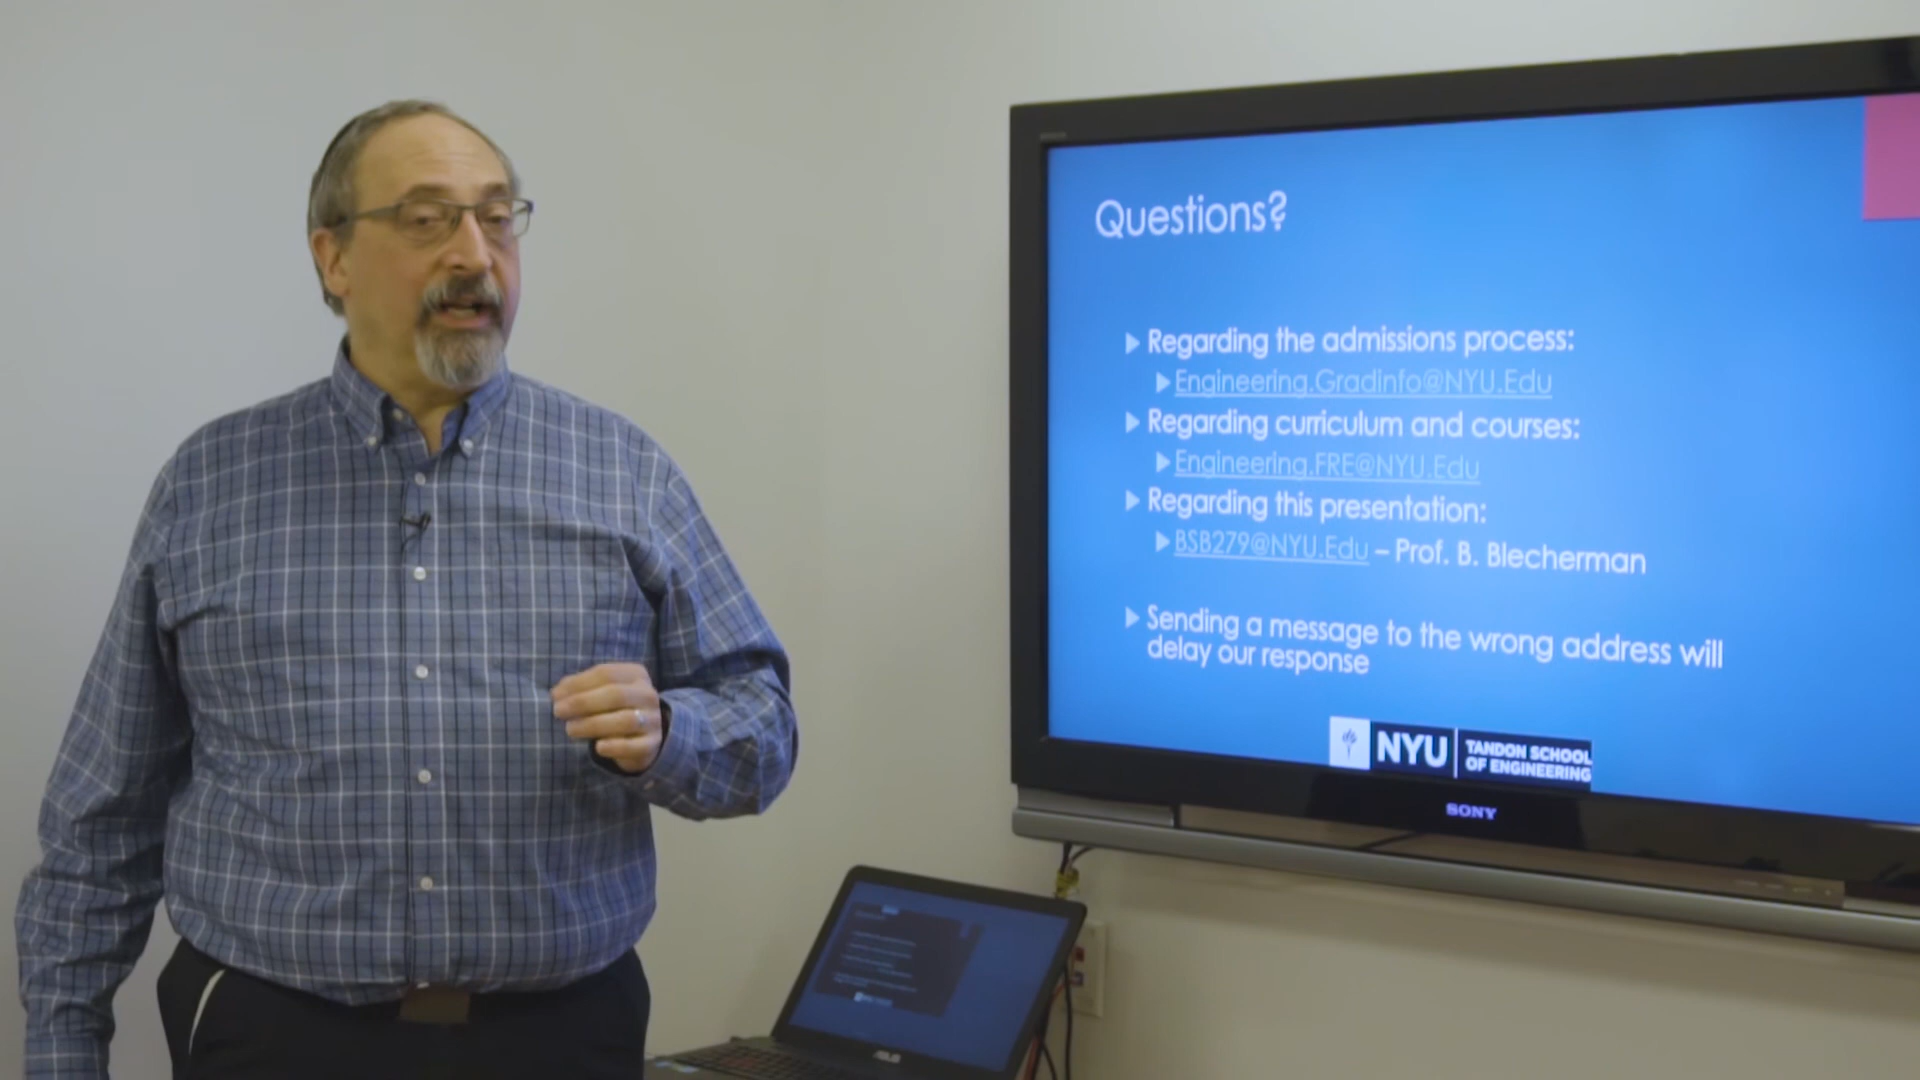 Questions?
Regarding the admissions process:
Engineering.Gradinfo@NYU.Edu
Regarding curriculum and courses:
Engineering.FRE@NYU.Edu
Regarding this presentation:
BSB279@NYU.Edu – Prof. B. Blecherman
Sending a message to the wrong address will
delay our response
NYU TANDON SCHOOL
OF ENGINEERING
SONY
ASUS